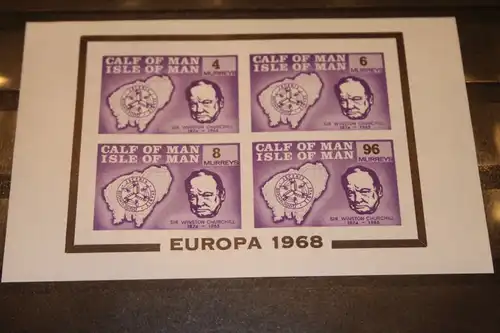 CALF OF MAN
ISLE OF MAN
4
MURREYS
SIR WINSTON CHURCHILL
1874 - 1965
CALF OF MAN
ISLE OF MAN
6
MURREYS
SIR WINSTON CHURCHILL
1874 - 1965
CALF OF MAN
ISLE OF MAN
8
MURREYS
SIR WINSTON CHURCHILL
1874 - 1965
CALF OF MAN
ISLE OF MAN
96
MURREYS
SIR WINSTON CHURCHILL
1874 - 1965
EUROPA 1968